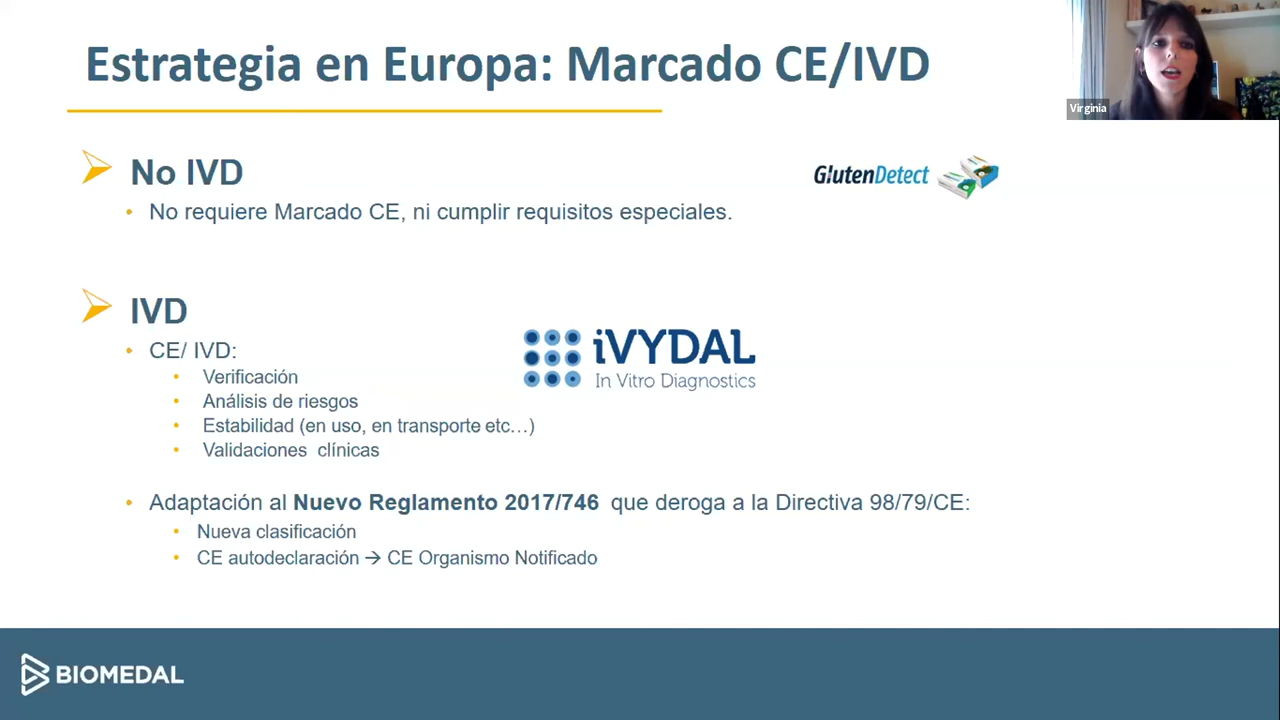 Estrategia en Europa: Marcado CE/IVD
Virginia
No IVD
GlutenDetect
No requiere Marcado CE, ni cumplir requisitos especiales.
IVD
iVYDAL
In Vitro Diagnostics
CE/ IVD:
Verificación
Análisis de riesgos
Estabilidad (en uso, en transporte etc…)
Validaciones clínicas
Adaptación al Nuevo Reglamento 2017/746 que deroga a la Directiva 98/79/CE:
Nueva clasificación
CE autodeclaración → CE Organismo Notificado
BIOMEDAL